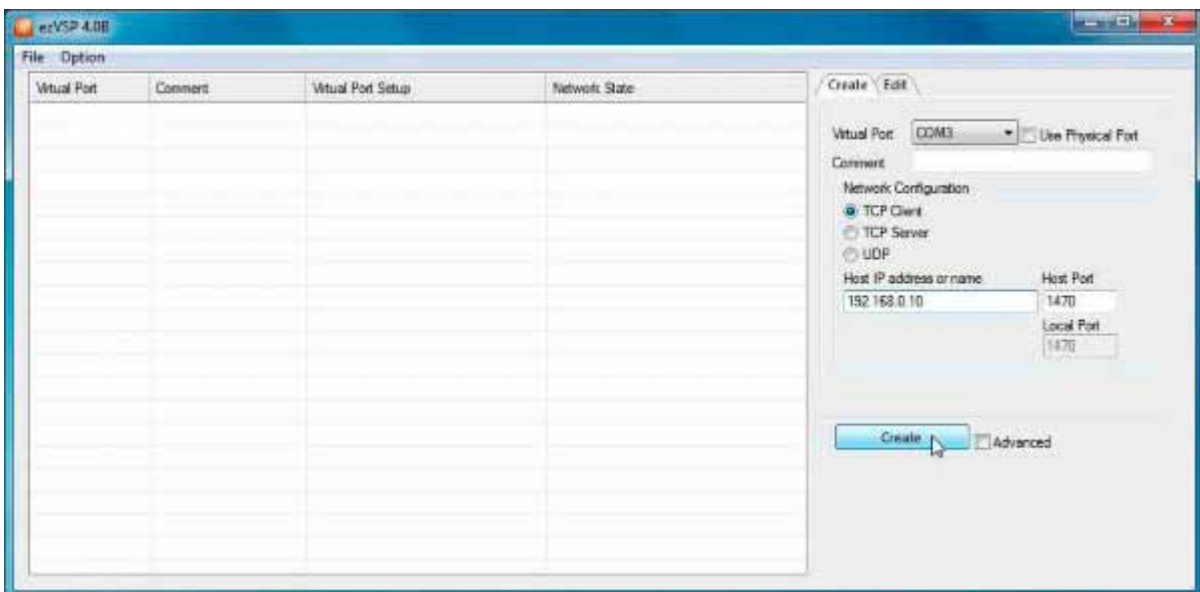 ezVSP 4.0B
File Option
Virtual Port Comment Virtual Port Setup Network State
Create Edit
Virtual Port COM3 Use Physical Port
Comment
Network Configuration
TCP Client
TCP Server
UDP
Host IP address or name Host Port
192.168.0.10 1470
Local Port
1470
Create Advanced